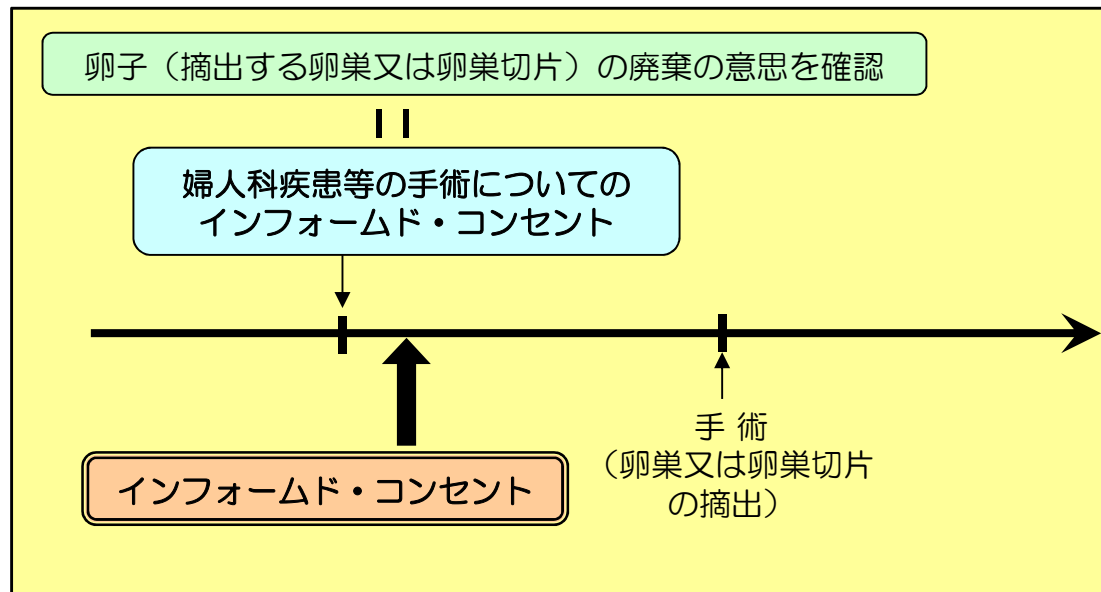 卵子（摘出する卵巣又は卵巣切片）の廃棄の意思を確認
婦人科疾患等の手術についての
インフォームド・コンセント
インフォームド・コンセント
手 術
（卵巣又は卵巣切片
の摘出）